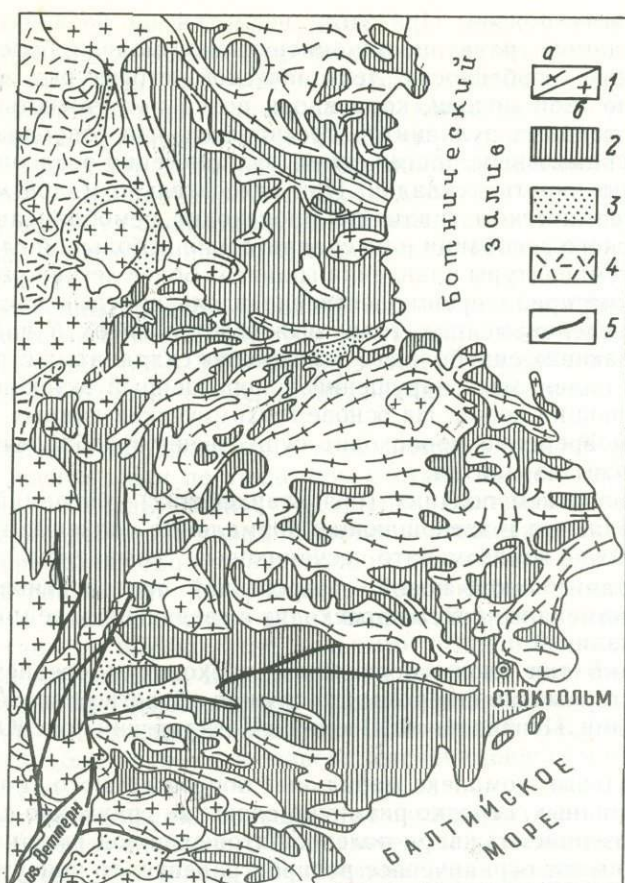 Ботнический
залив
а
1
б
2
3
4
5
СТОКГОЛЬМ
БАЛТИЙСКОЕ
МОРЕ
оз. Веттерн